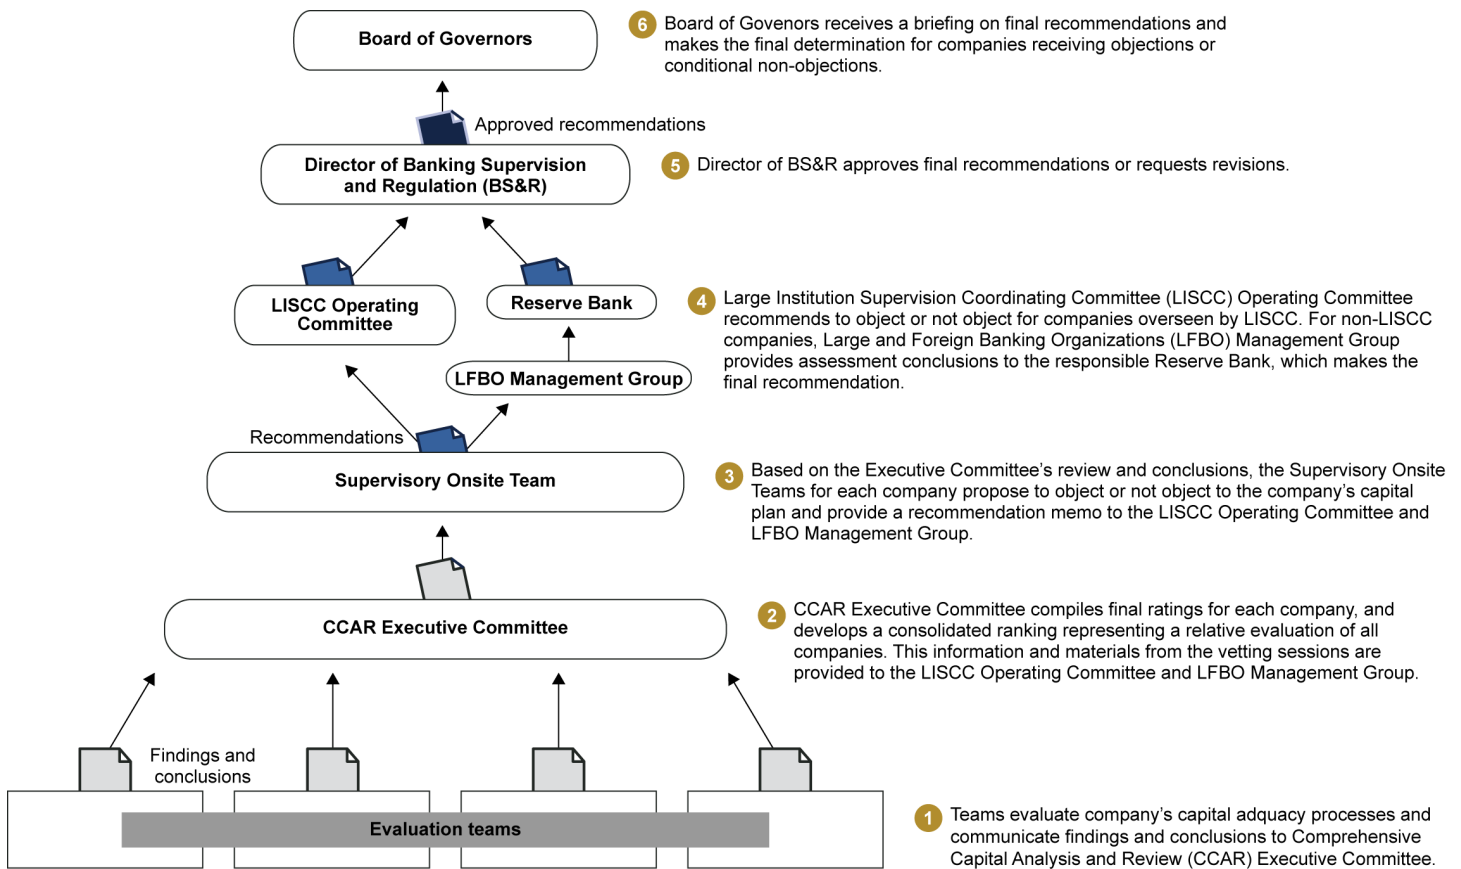 Board of Governors
6
Board of Govenors receives a briefing on final recommendations and
makes the final determination for companies receiving objections or
conditional non-objections.
Approved recommendations
Director of Banking Supervision
and Regulation (BS&R)
5
Director of BS&R approves final recommendations or requests revisions.
LISCC Operating
Committee
Reserve Bank
LFBO Management Group
4
Large Institution Supervision Coordinating Committee (LISCC) Operating Committee
recommends to object or not object for companies overseen by LISCC. For non-LISCC
companies, Large and Foreign Banking Organizations (LFBO) Management Group
provides assessment conclusions to the responsible Reserve Bank, which makes the
final recommendation.
Recommendations
Supervisory Onsite Team
3
Based on the Executive Committee’s review and conclusions, the Supervisory Onsite
Teams for each company propose to object or not object to the company’s capital
plan and provide a recommendation memo to the LISCC Operating Committee and
LFBO Management Group.
CCAR Executive Committee
2
CCAR Executive Committee compiles final ratings for each company, and
develops a consolidated ranking representing a relative evaluation of all
companies. This information and materials from the vetting sessions are
provided to the LISCC Operating Committee and LFBO Management Group.
Findings and
conclusions
Evaluation teams
1
Teams evaluate company’s capital adquacy processes and
communicate findings and conclusions to Comprehensive
Capital Analysis and Review (CCAR) Executive Committee.